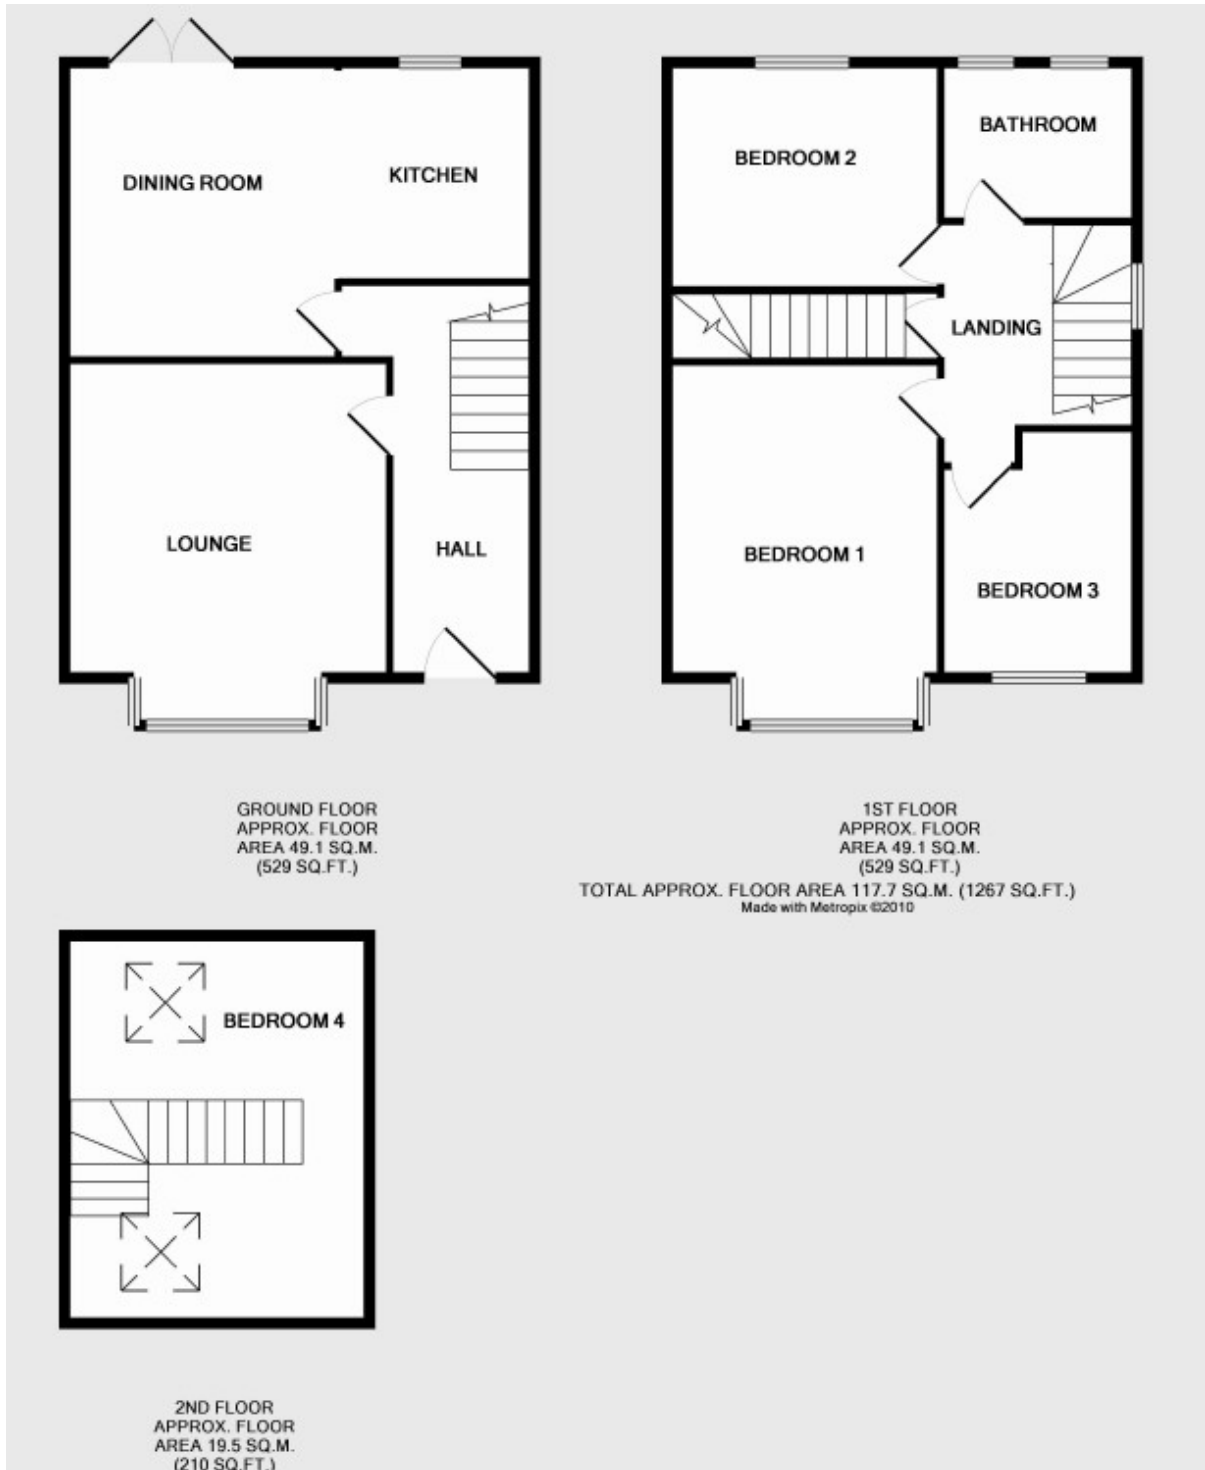 DINING ROOM
KITCHEN
LOUNGE
HALL
BEDROOM 2
BATHROOM
LANDING
BEDROOM 1
BEDROOM 3
GROUND FLOOR
APPROX. FLOOR
AREA 49.1 SQ.M.
(529 SQ.FT.)
1ST FLOOR
APPROX. FLOOR
AREA 49.1 SQ.M.
(529 SQ.FT.)
TOTAL APPROX. FLOOR AREA 117.7 SQ.M. (1267 SQ.FT.)
Made with Metropix ©2010
BEDROOM 4
2ND FLOOR
APPROX. FLOOR
AREA 19.5 SQ.M.
(210 SQ.FT.)